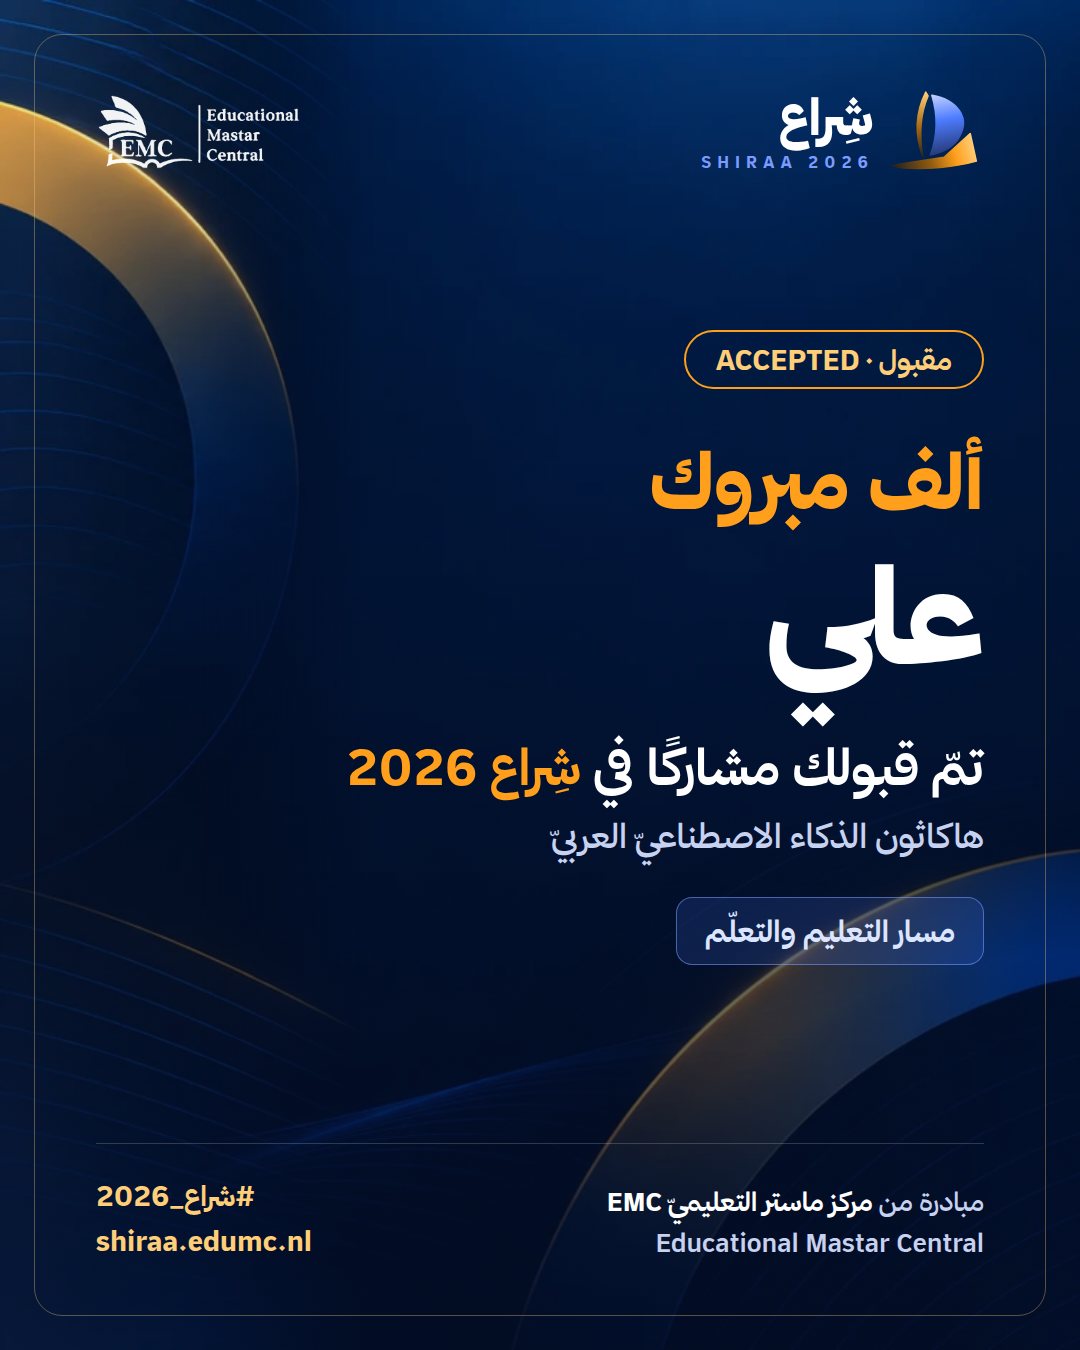 شِراع
SHIRAA 2026
EMC
Educational
Mastar
Central
مقبول · ACCEPTED
ألف مبروك
علي
تمّ قبولك مشاركًا في شِراع 2026
هاكاثون الذكاء الاصطناعيّ العربيّ
مسار التعليم والتعلّم
مبادرة من مركز ماستر التعليميّ EMC
Educational Mastar Central
#شراع_2026
shiraa.edumc.nl